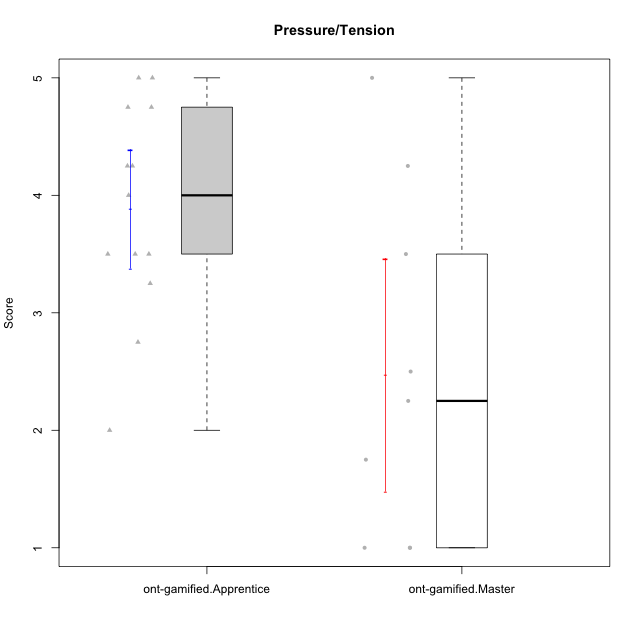 Pressure/Tension
5
4
3
2
1
Score
ont-gamified.Apprentice
ont-gamified.Master